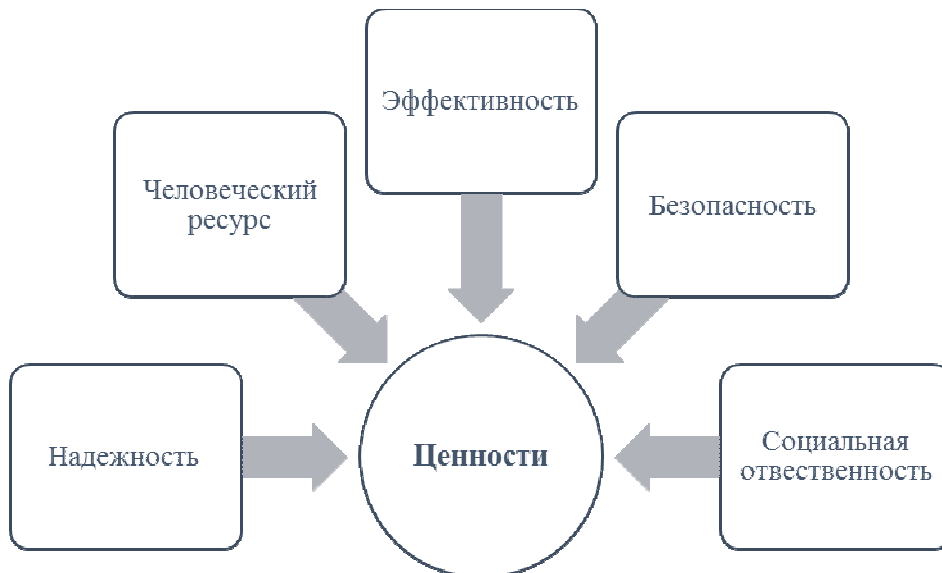 Эффективность
Человеческий
ресурс
Безопасность
Надежность
Ценности
Социальная
отвественность